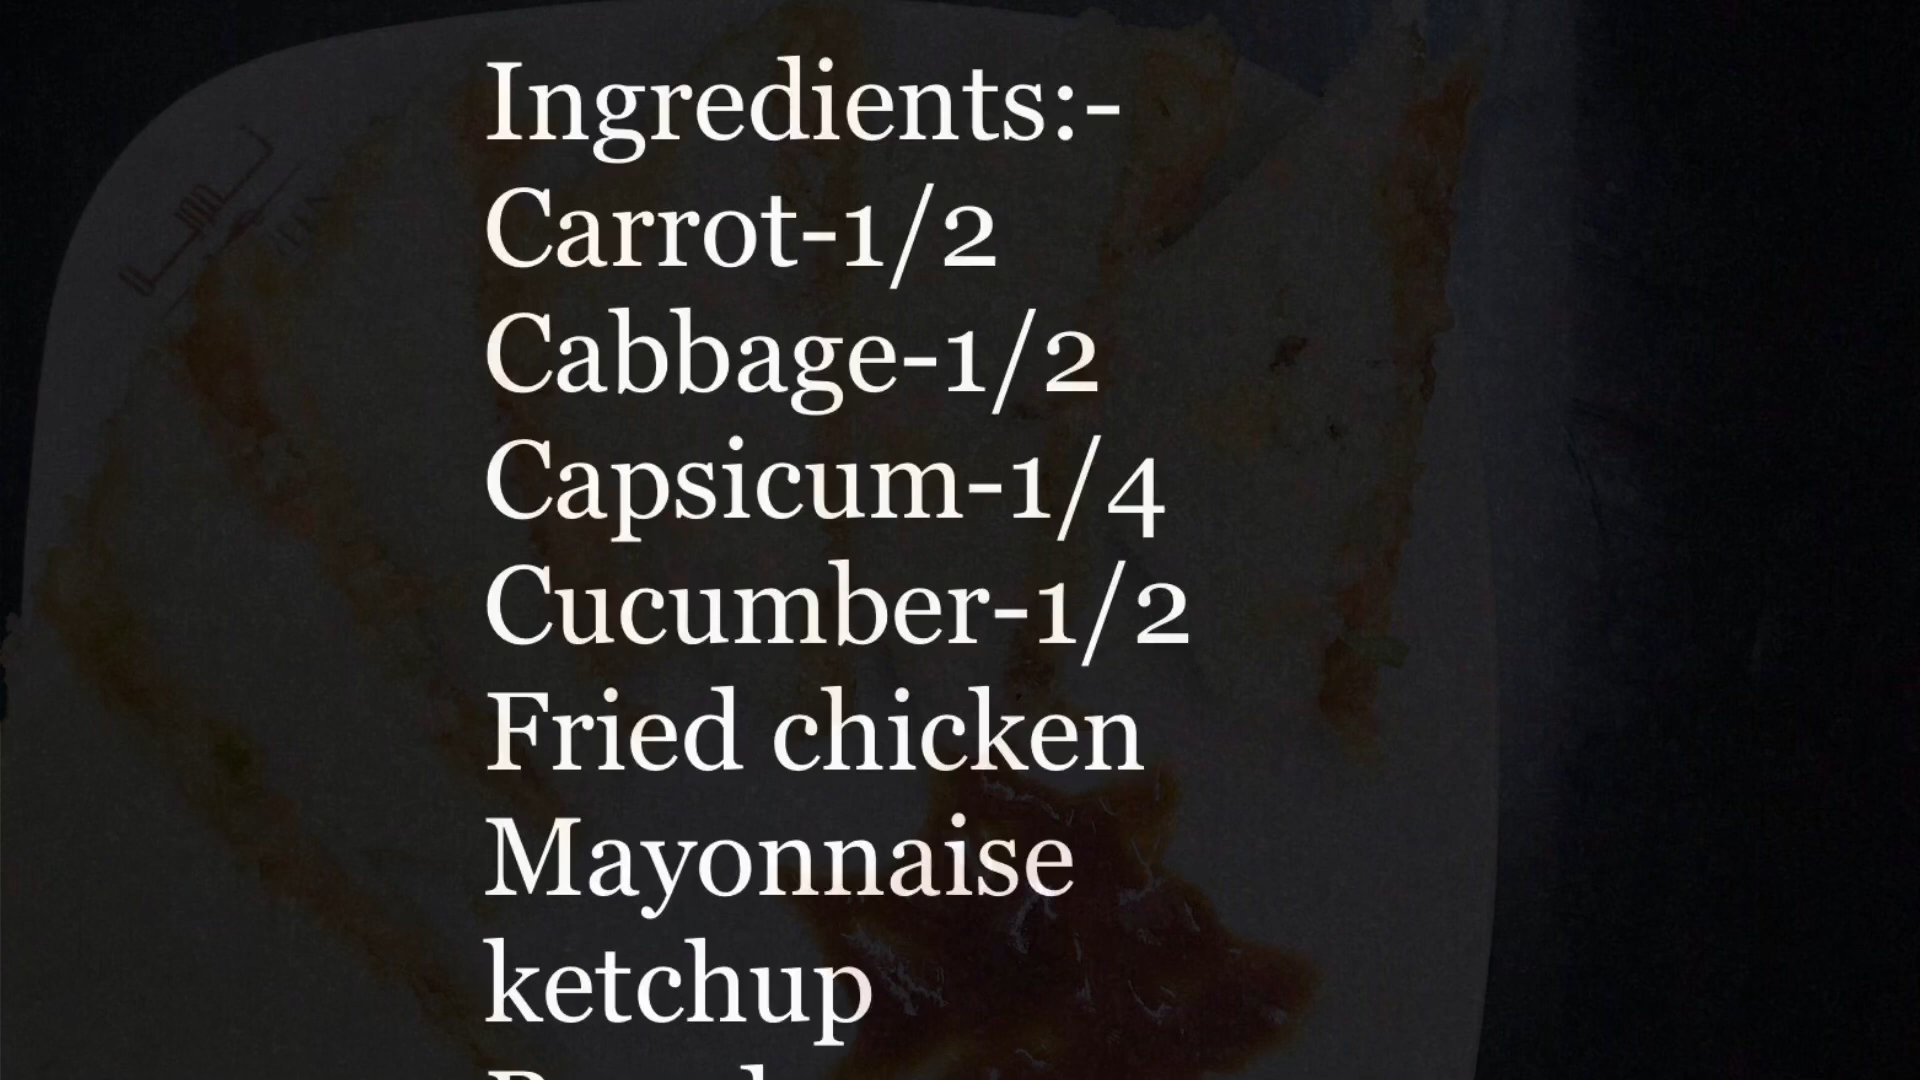 Ingredients:-
Carrot-1/2
Cabbage-1/2
Capsicum-1/4
Cucumber-1/2
Fried chicken
Mayonnaise
ketchup